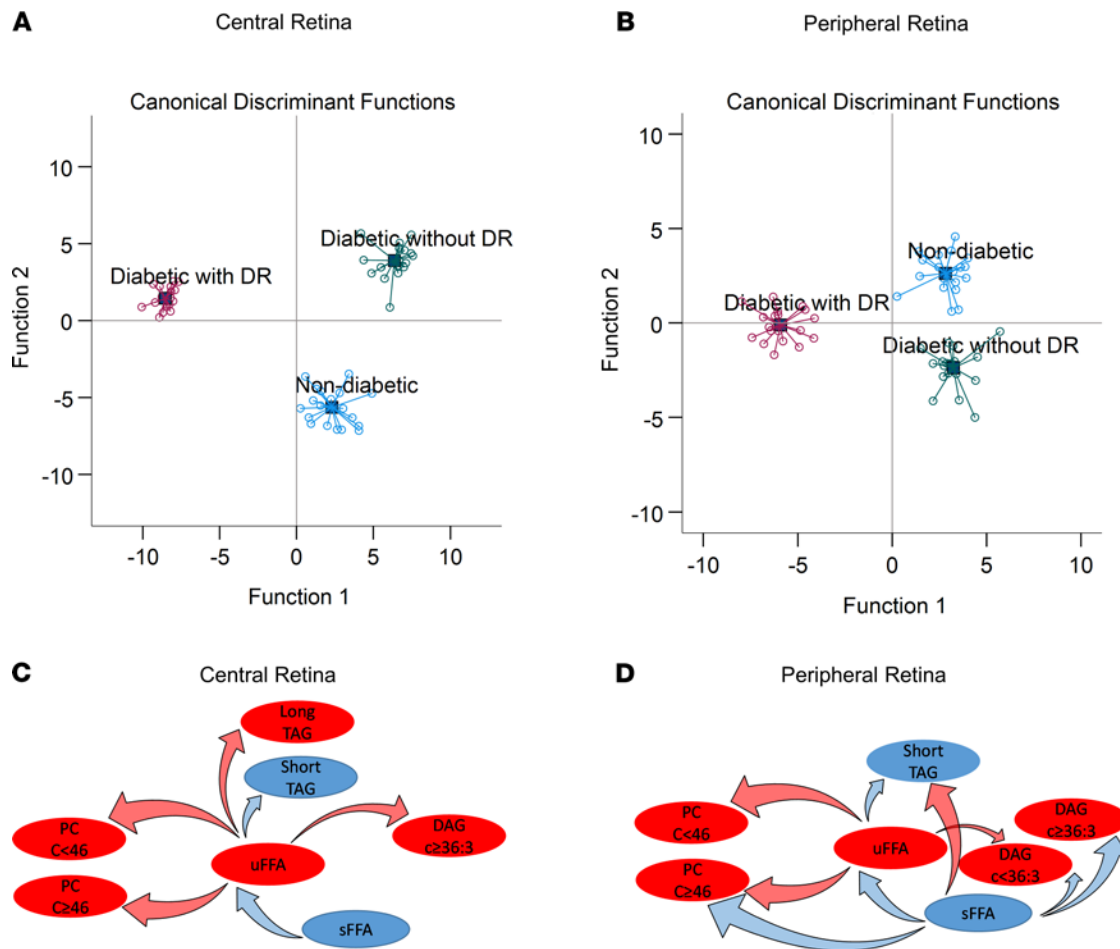 A
Central Retina
Canonical Discriminant Functions
10
5
0
-5
-10
Function 2
Diabetic without DR
Diabetic with DR
Non-diabetic
-10
-5
0
5
10
Function 1
B
Peripheral Retina
Canonical Discriminant Functions
10
5
0
-5
-10
Function 2
Non-diabetic
Diabetic with DR
Diabetic without DR
-10
-5
0
5
10
Function 1
C
Central Retina
Long
TAG
Short
TAG
PC
C<46
DAG
c≥36:3
uFFA
PC
C≥46
sFFA
D
Peripheral Retina
Short
TAG
PC
C<46
DAG
c≥36:3
uFFA
DAG
c<36:3
PC
C≥46
sFFA